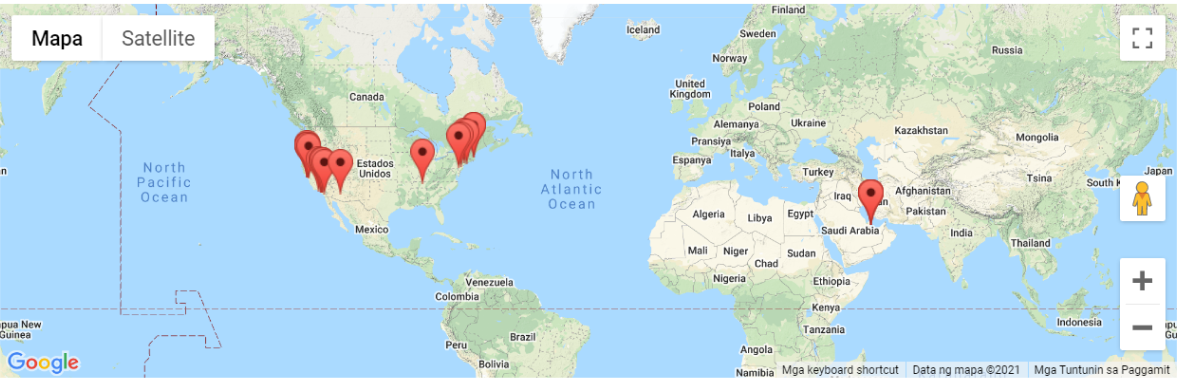 Mapa
Satellite
Finland
Iceland
Sweden
Russia
Norway
United
Kingdom
Canada
Poland
Alemanya
Ukraine
Kazakhstan
Mongolia
Pransiya
Italya
North
Pacific
Ocean
Estados
Unidos
Espanya
Turkey
Tsina
Japan
South K
North
Atlantic
Ocean
Iraq
Afghanistan
Pakistan
Algeria
Libya
Egypt
Mexico
Saudi Arabia
India
Mali
Niger
Sudan
Thailand
Chad
Venezuela
Nigeria
Ethiopia
Colombia
Kenya
Indonesia
apua New
Guinea
Tanzania
Peru
Brazil
Angola
Bolivia
Namibia
Google
Mga keyboard shortcut
Data ng mapa ©2021
Mga Tuntunin sa Paggamit